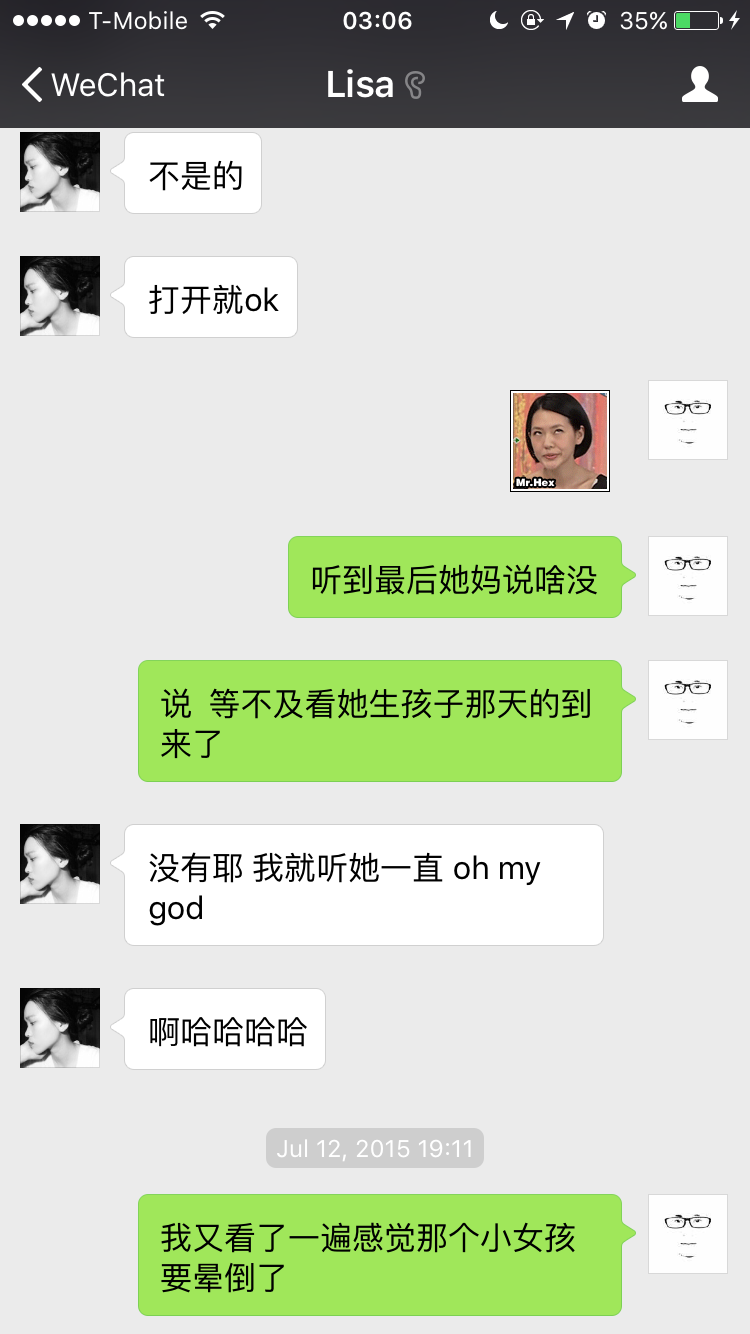 T-Mobile 03:06 35%
WeChat Lisa
不是的
打开就ok
Mr.Hex
听到最后她妈说啥没
说 等不及看她生孩子那天的到
来了
没有耶 我就听她一直 oh my
god
啊哈哈哈哈
Jul 12, 2015 19:11
我又看了一遍感觉那个小女孩
要晕倒了